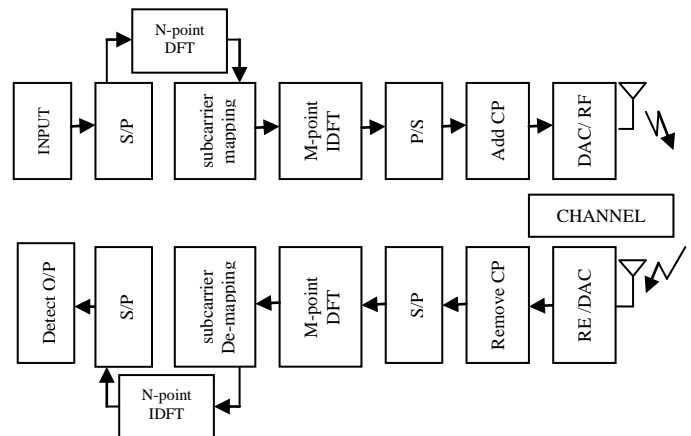 N-point
DFT
INPUT
S/P
subcarrier
mapping
M-point
IDFT
P/S
Add CP
DAC/ RF
CHANNEL
Detect O/P
S/P
subcarrier
De-mapping
M-point
DFT
S/P
Remove CP
RE /DAC
N-point
IDFT